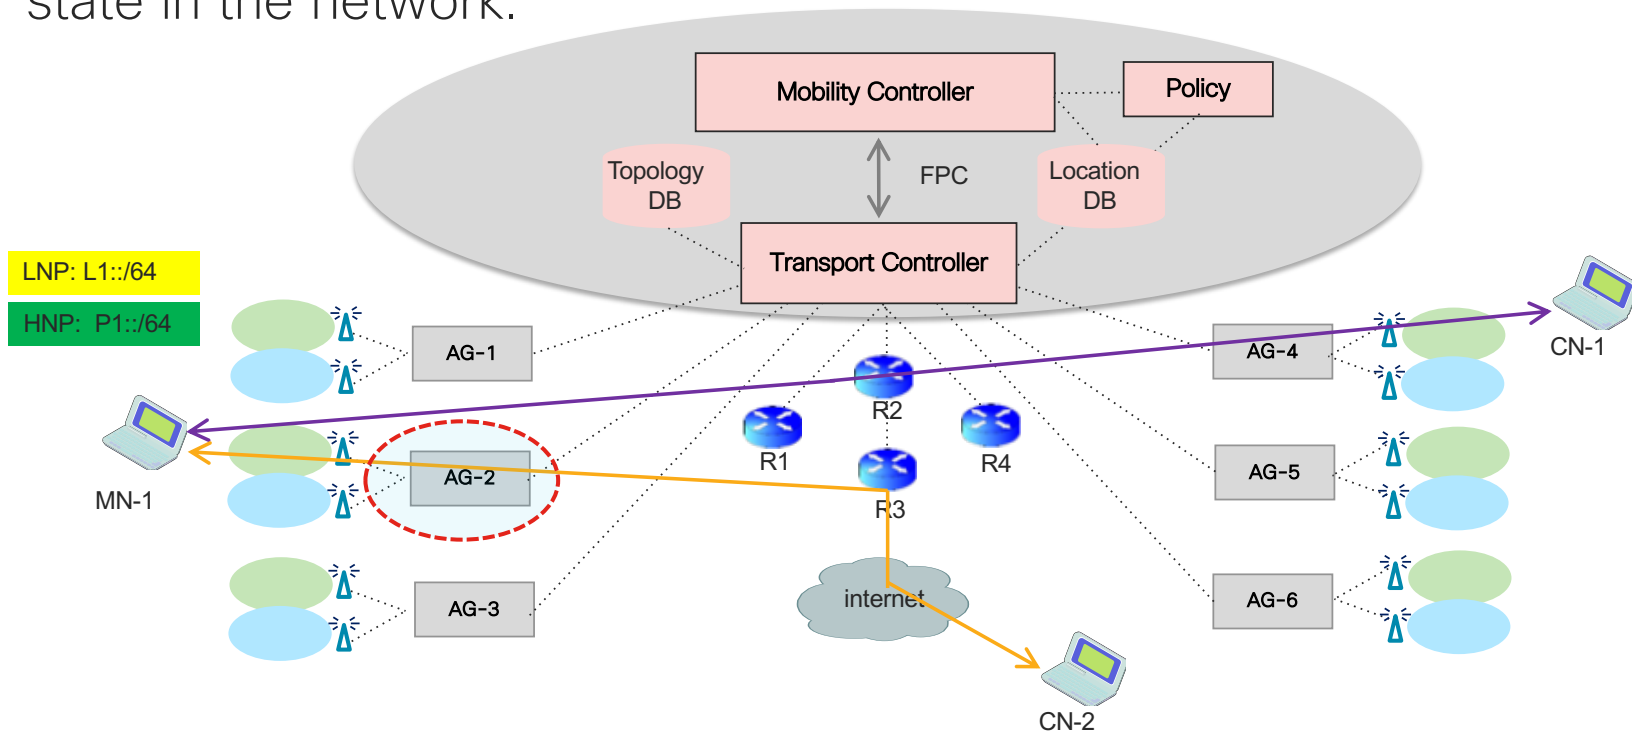 state in the network.
Mobility Controller
Policy
Topology
DB
FPC
Location
DB
Transport Controller
LNP: L1::/64
HNP:  P1::/64
AG-1
AG-4
CN-1
R2
R1
R4
MN-1
AG-2
R3
AG-5
AG-3
internet
AG-6
CN-2